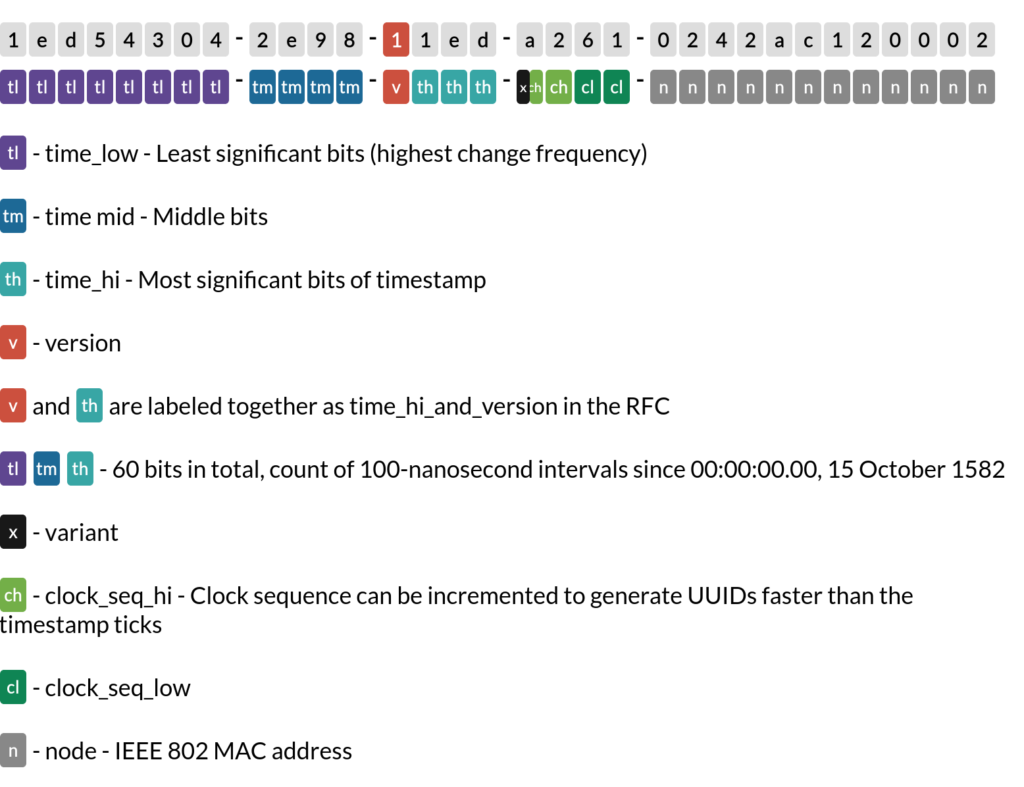 1 e d 5 4 3 0 4 - 2 e 9 8 - 1 1 e d - a 2 6 1 - 0 2 4 2 a c 1 2 0 0 0 2
tl tl tl tl tl tl tl tl - tm tm tm tm - v th th th - x ch ch cl cl - n n n n n n n n n n n n
tl - time_low - Least significant bits (highest change frequency)
tm - time mid - Middle bits
th - time_hi - Most significant bits of timestamp
v - version
v and th are labeled together as time_hi_and_version in the RFC
tl tm th - 60 bits in total, count of 100-nanosecond intervals since 00:00:00.00, 15 October 1582
x - variant
ch - clock_seq_hi - Clock sequence can be incremented to generate UUIDs faster than the
timestamp ticks
cl - clock_seq_low
n - node - IEEE 802 MAC address